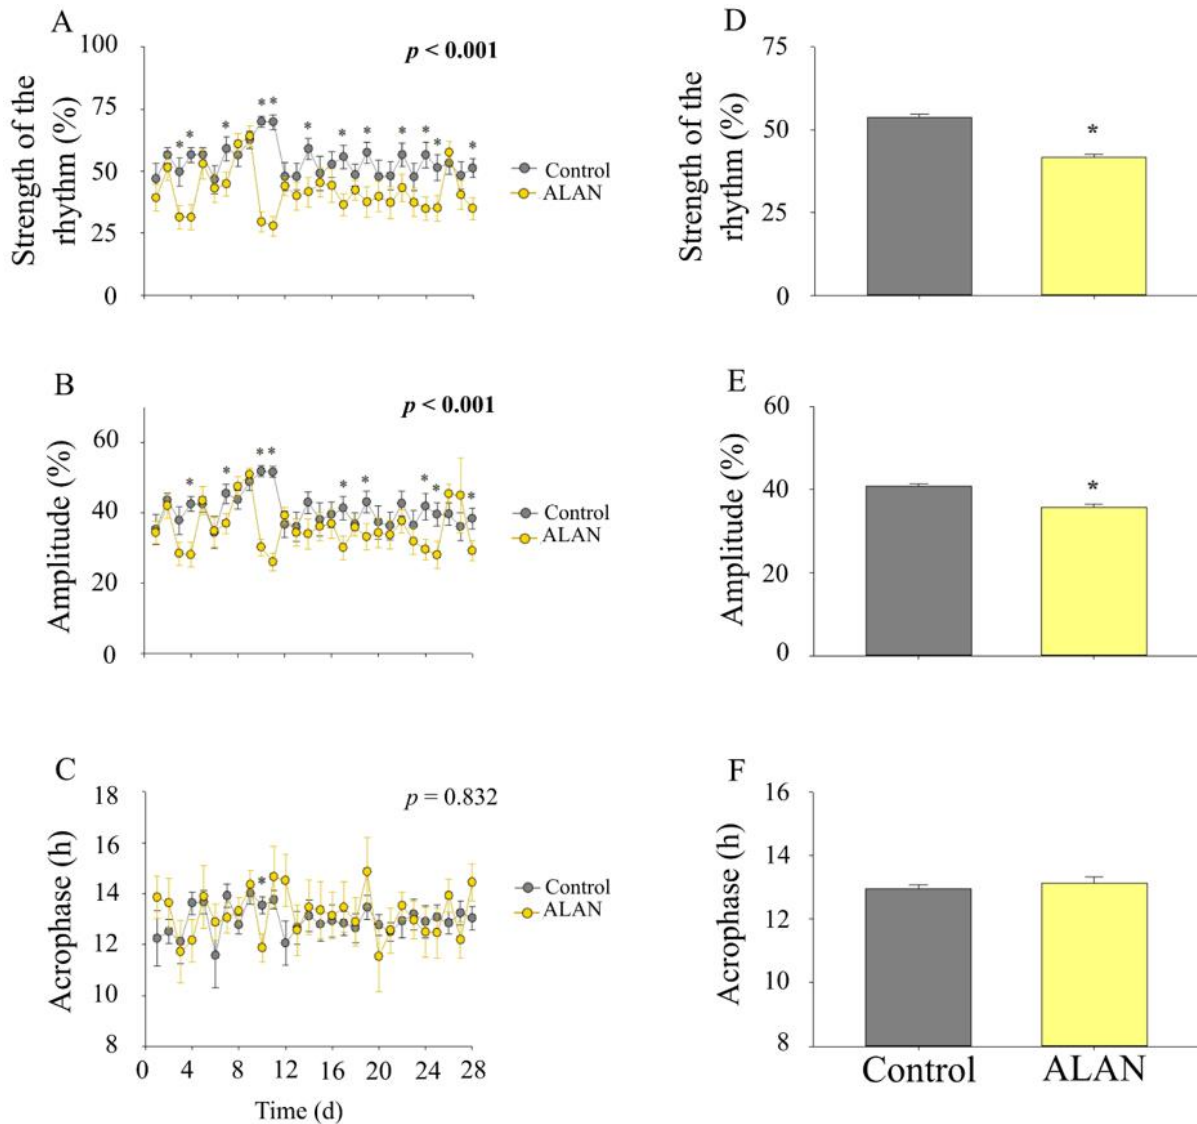 A
Strength of the
rhythm (%)
100
75
50
25
0
p < 0.001
* * * * * * * * * * * *
Control
ALAN
D
Strength of the
rhythm (%)
75
50
25
0
*
B
Amplitude (%)
60
40
20
0
p < 0.001
* * * * * * * * *
Control
ALAN
E
Amplitude (%)
60
40
20
0
*
C
Acrophase (h)
18
16
14
12
10
8
p = 0.832
*
Control
ALAN
0 4 8 12 16 20 24 28
Time (d)
F
Acrophase (h)
16
14
12
10
8
Control ALAN